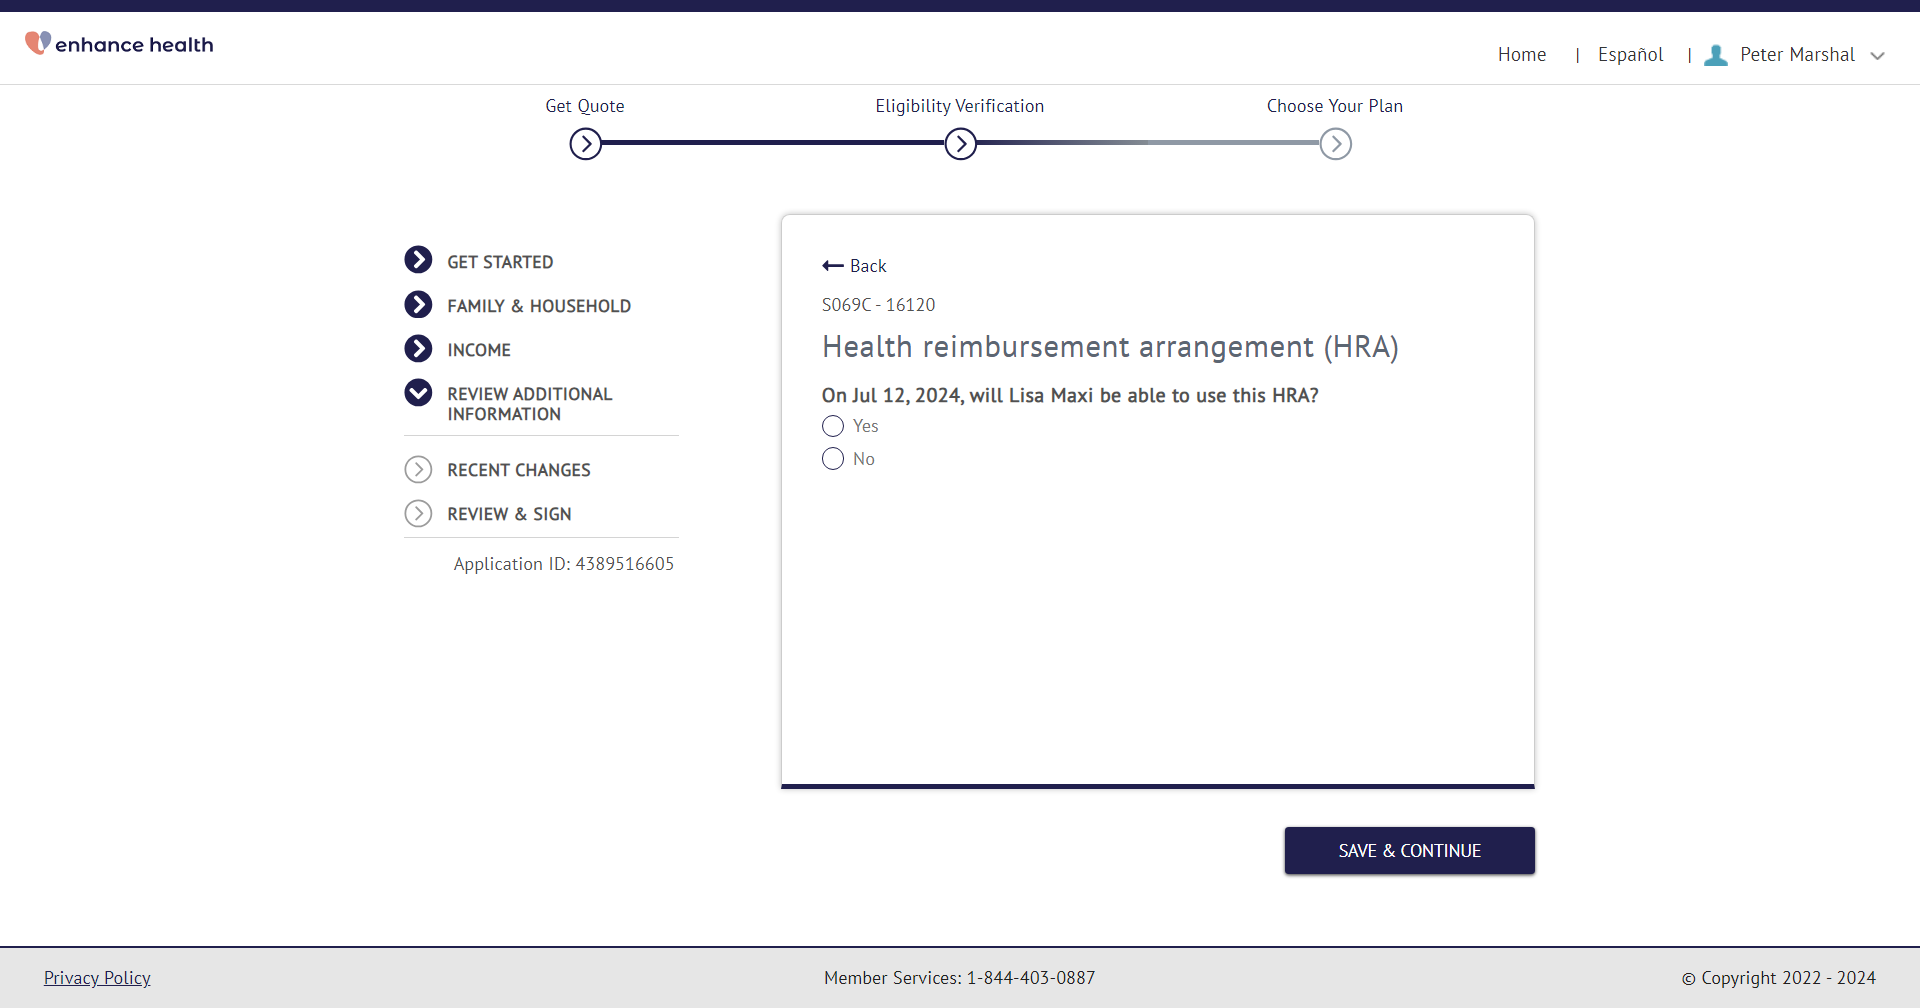 enhance health
Home | Español | Peter Marshal
Get Quote
Eligibility Verification
Choose Your Plan
GET STARTED
FAMILY & HOUSEHOLD
INCOME
REVIEW ADDITIONAL
INFORMATION
RECENT CHANGES
REVIEW & SIGN
Application ID: 4389516605
Back
S069C - 16120
Health reimbursement arrangement (HRA)
On Jul 12, 2024, will Lisa Maxi be able to use this HRA?
Yes
No
SAVE & CONTINUE
Privacy Policy
Member Services: 1-844-403-0887
© Copyright 2022 - 2024